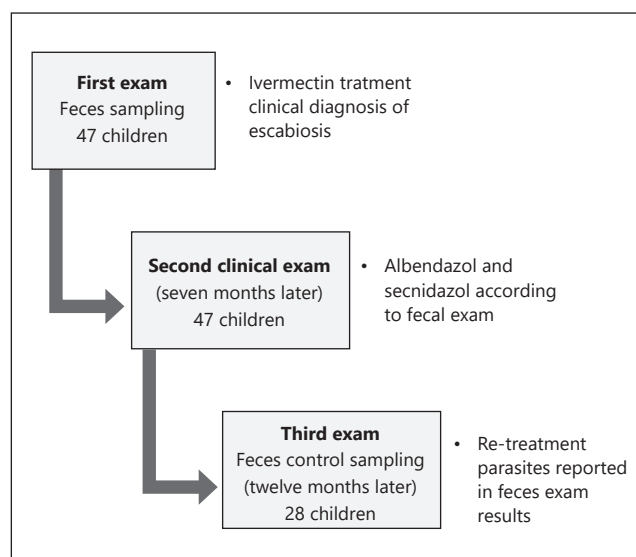 First exam
Feces sampling
47 children
• Ivermectin tratment
clinical diagnosis of
escabiosis
Second clinical exam
(seven months later)
47 children
• Albendazol and
secnidazol according
to fecal exam
Third exam
Feces control sampling
(twelve months later)
28 children
• Re-treatment
parasites reported
in feces exam
results